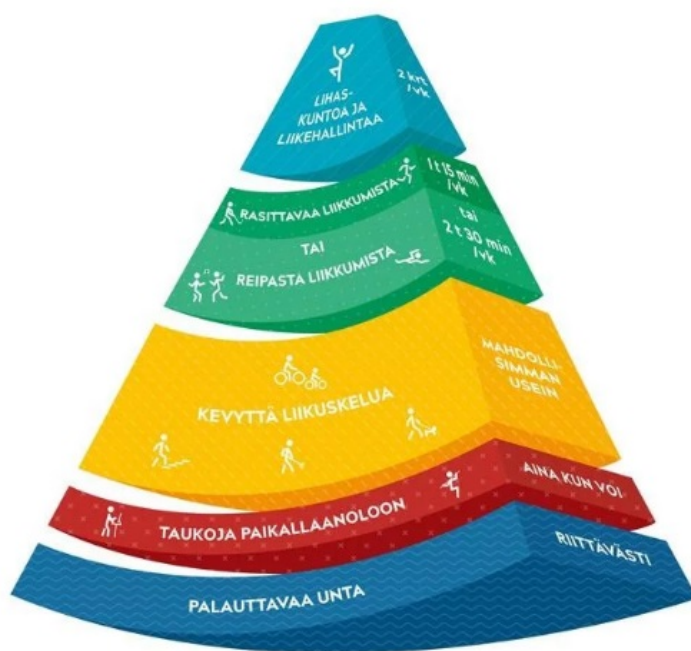 LIHAS-
KUNTOA JA
LIIKEHALLINTAA
2 krt
/vk
RASITTAVAA LIIKKUMISTA
1 t 15 min
/vk
TAI
REIPASTA LIIKKUMISTA
tai
2 t 30 min
/vk
KEVYTTÄ LIIKUSKELUA
MAHDOLLI-
SIMMAN
USEIN
TAUKOJA PAIKALLAANOLOON
AINA KUN VOI
PALAUTTAVAA UNTA
RIITTÄVÄSTI